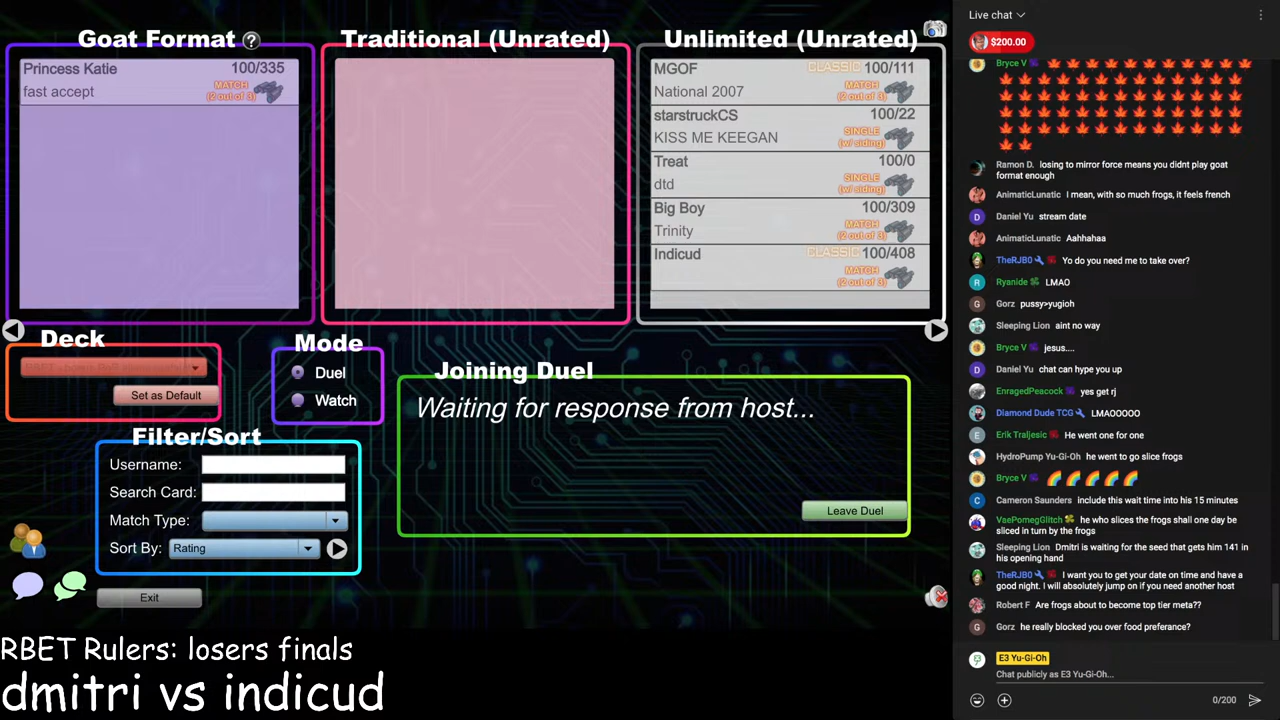 Goat Format ?
Princess Katie 100/335
fast accept MATCH
(2 out of 3)
Traditional (Unrated)
Unlimited (Unrated)
MGOF CLASSIC 100/111
National 2007 MATCH
(2 out of 3)
starstruckCS 100/22
KISS ME KEEGAN SINGLE
(w/ siding)
Treat 100/0
dtd SINGLE
(w/ siding)
Big Boy 100/309
Trinity MATCH
(2 out of 3)
Indicud CLASSIC 100/408
MATCH
(2 out of 3)
Deck
Set as Default
Mode
Duel
Watch
Joining Duel
Waiting for response from host...
Leave Duel
Filter/Sort
Username:
Search Card:
Match Type:
Sort By: Rating
Exit
RBET Rulers: losers finals
dmitri vs indicud
Live chat
$200.00
Bryce V
Ramon D. losing to mirror force means you didnt play goat
format enough
AnimaticLunatic I mean, with so much frogs, it feels french
D Daniel Yu stream date
AnimaticLunatic Aahhahaa
TheRJB0 Yo do you need me to take over?
R Ryanide LMAO
G Gorz pussy>yugioh
Sleeping Lion aint no way
Bryce V jesus....
D Daniel Yu chat can hype you up
EnragedPeacock yes get rj
Diamond Dude TCG LMAOOOOO
E Erik Traljesic He went one for one
HydroPump Yu-Gi-Oh he went to go slice frogs
Bryce V
C Cameron Saunders include this wait time into his 15 minutes
VaePomegGlitch he who slices the frogs shall one day be
sliced in turn by the frogs
Sleeping Lion Dmitri is waiting for the seed that gets him 141 in
his opening hand
TheRJB0 I want you to get your date on time and have a
good night. I will absolutely jump on if you need another host
Robert F Are frogs about to become top tier meta??
G Gorz he really blocked you over food preferance?
E3 Yu-Gi-Oh
Chat publicly as E3 Yu-Gi-Oh...
0/200